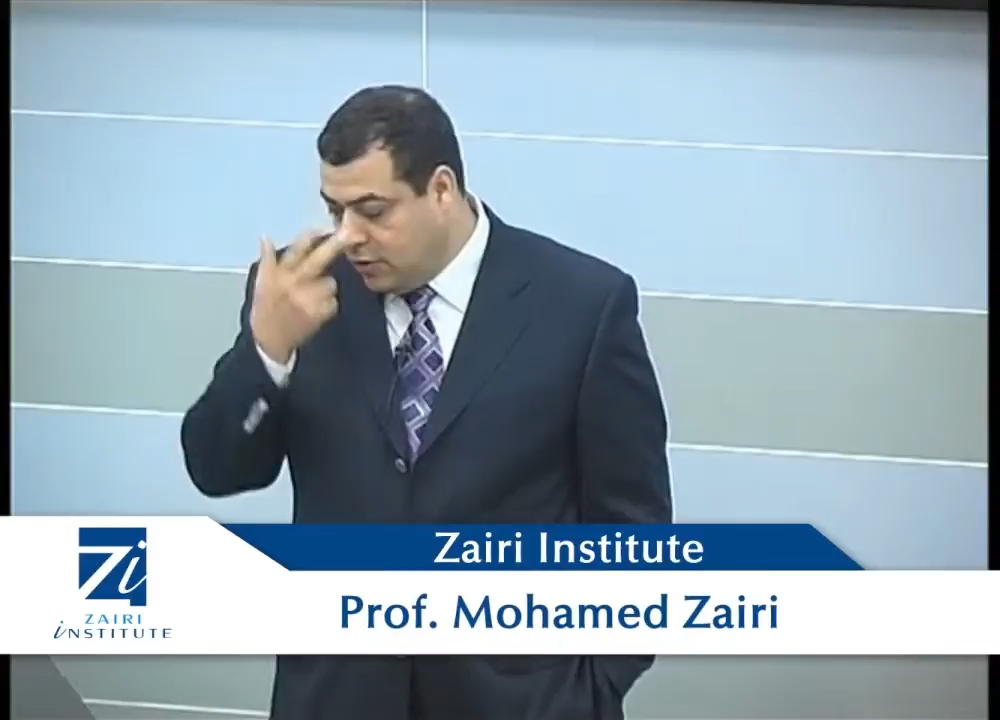 Zairi Institute
Prof. Mohamed Zairi
Zi
ZAIRI
iNSTITUTE